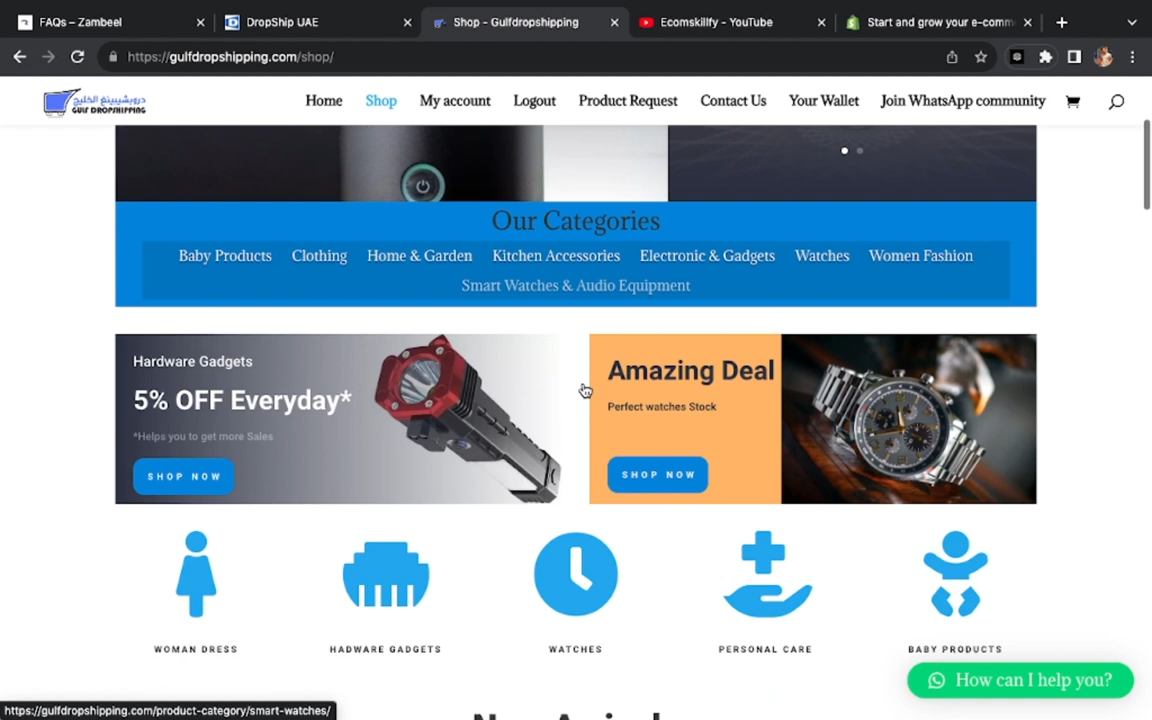 FAQs – Zambeel
DropShip UAE
Shop - Gulfdropshipping
Ecomskillfy - YouTube
Start and grow your e-comm
https://gulfdropshipping.com/shop/
دروبشيبينغ الخليج
GULF DROPSHIPPING
Home
Shop
My account
Logout
Product Request
Contact Us
Your Wallet
Join WhatsApp community
Our Categories
Baby Products Clothing Home & Garden Kitchen Accessories Electronic & Gadgets Watches Women Fashion
Smart Watches & Audio Equipment
Hardware Gadgets
5% OFF Everyday*
*Helps you to get more Sales
SHOP NOW
Amazing Deal
Perfect watches Stock
SHOP NOW
WOMAN DRESS
HADWARE GADGETS
WATCHES
PERSONAL CARE
BABY PRODUCTS
How can I help you?
https://gulfdropshipping.com/product-category/smart-watches/